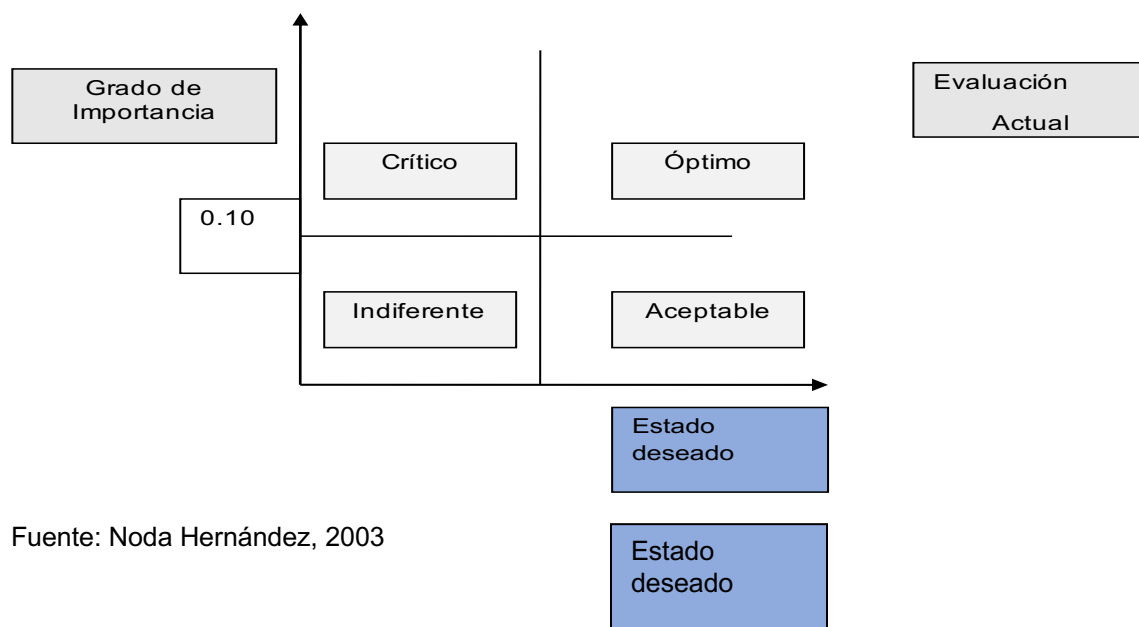 Grado de
Importancia
Evaluación
Actual
Crítico
Óptimo
0.10
Indiferente
Aceptable
Estado
deseado
Fuente: Noda Hernández, 2003
Estado
deseado